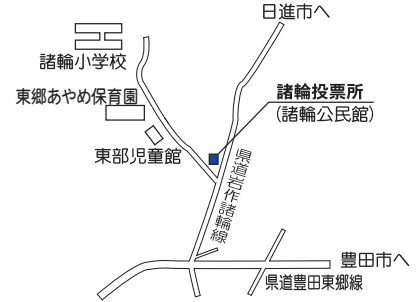 日進市へ
諸輪小学校
東郷あやめ保育園
諸輪投票所
(諸輪公民館)
東部児童館
県道岩作諸輪線
豊田市へ
県道豊田東郷線